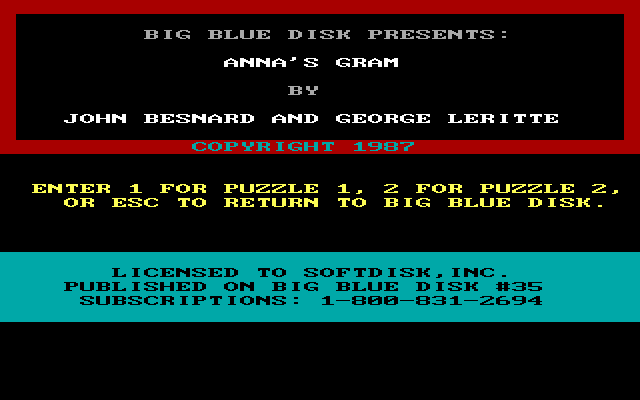 BIG BLUE DISK PRESENTS:
ANNA'S GRAM
BY
JOHN BESNARD AND GEORGE LERITTE
COPYRIGHT 1987
ENTER 1 FOR PUZZLE 1, 2 FOR PUZZLE 2,
OR ESC TO RETURN TO BIG BLUE DISK.
LICENSED TO SOFTDISK,INC.
PUBLISHED ON BIG BLUE DISK #35
SUBSCRIPTIONS: 1-800-831-2694